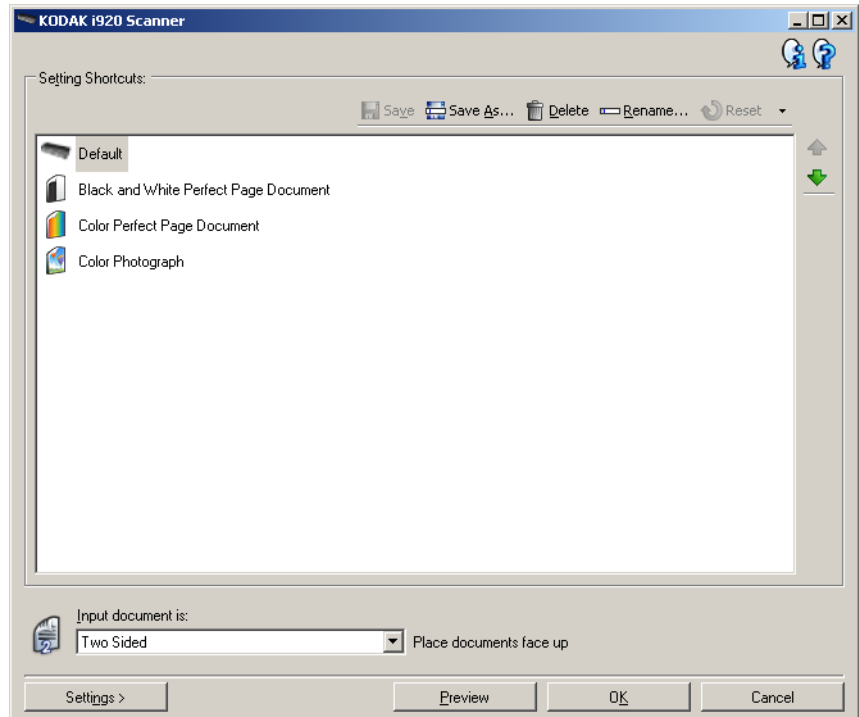 KODAK i920 Scanner
Setting Shortcuts:
Save Save As... Delete Rename... Reset
Default
Black and White Perfect Page Document
Color Perfect Page Document
Color Photograph
Input document is:
2
Two Sided Place documents face up
Settings > Preview OK Cancel